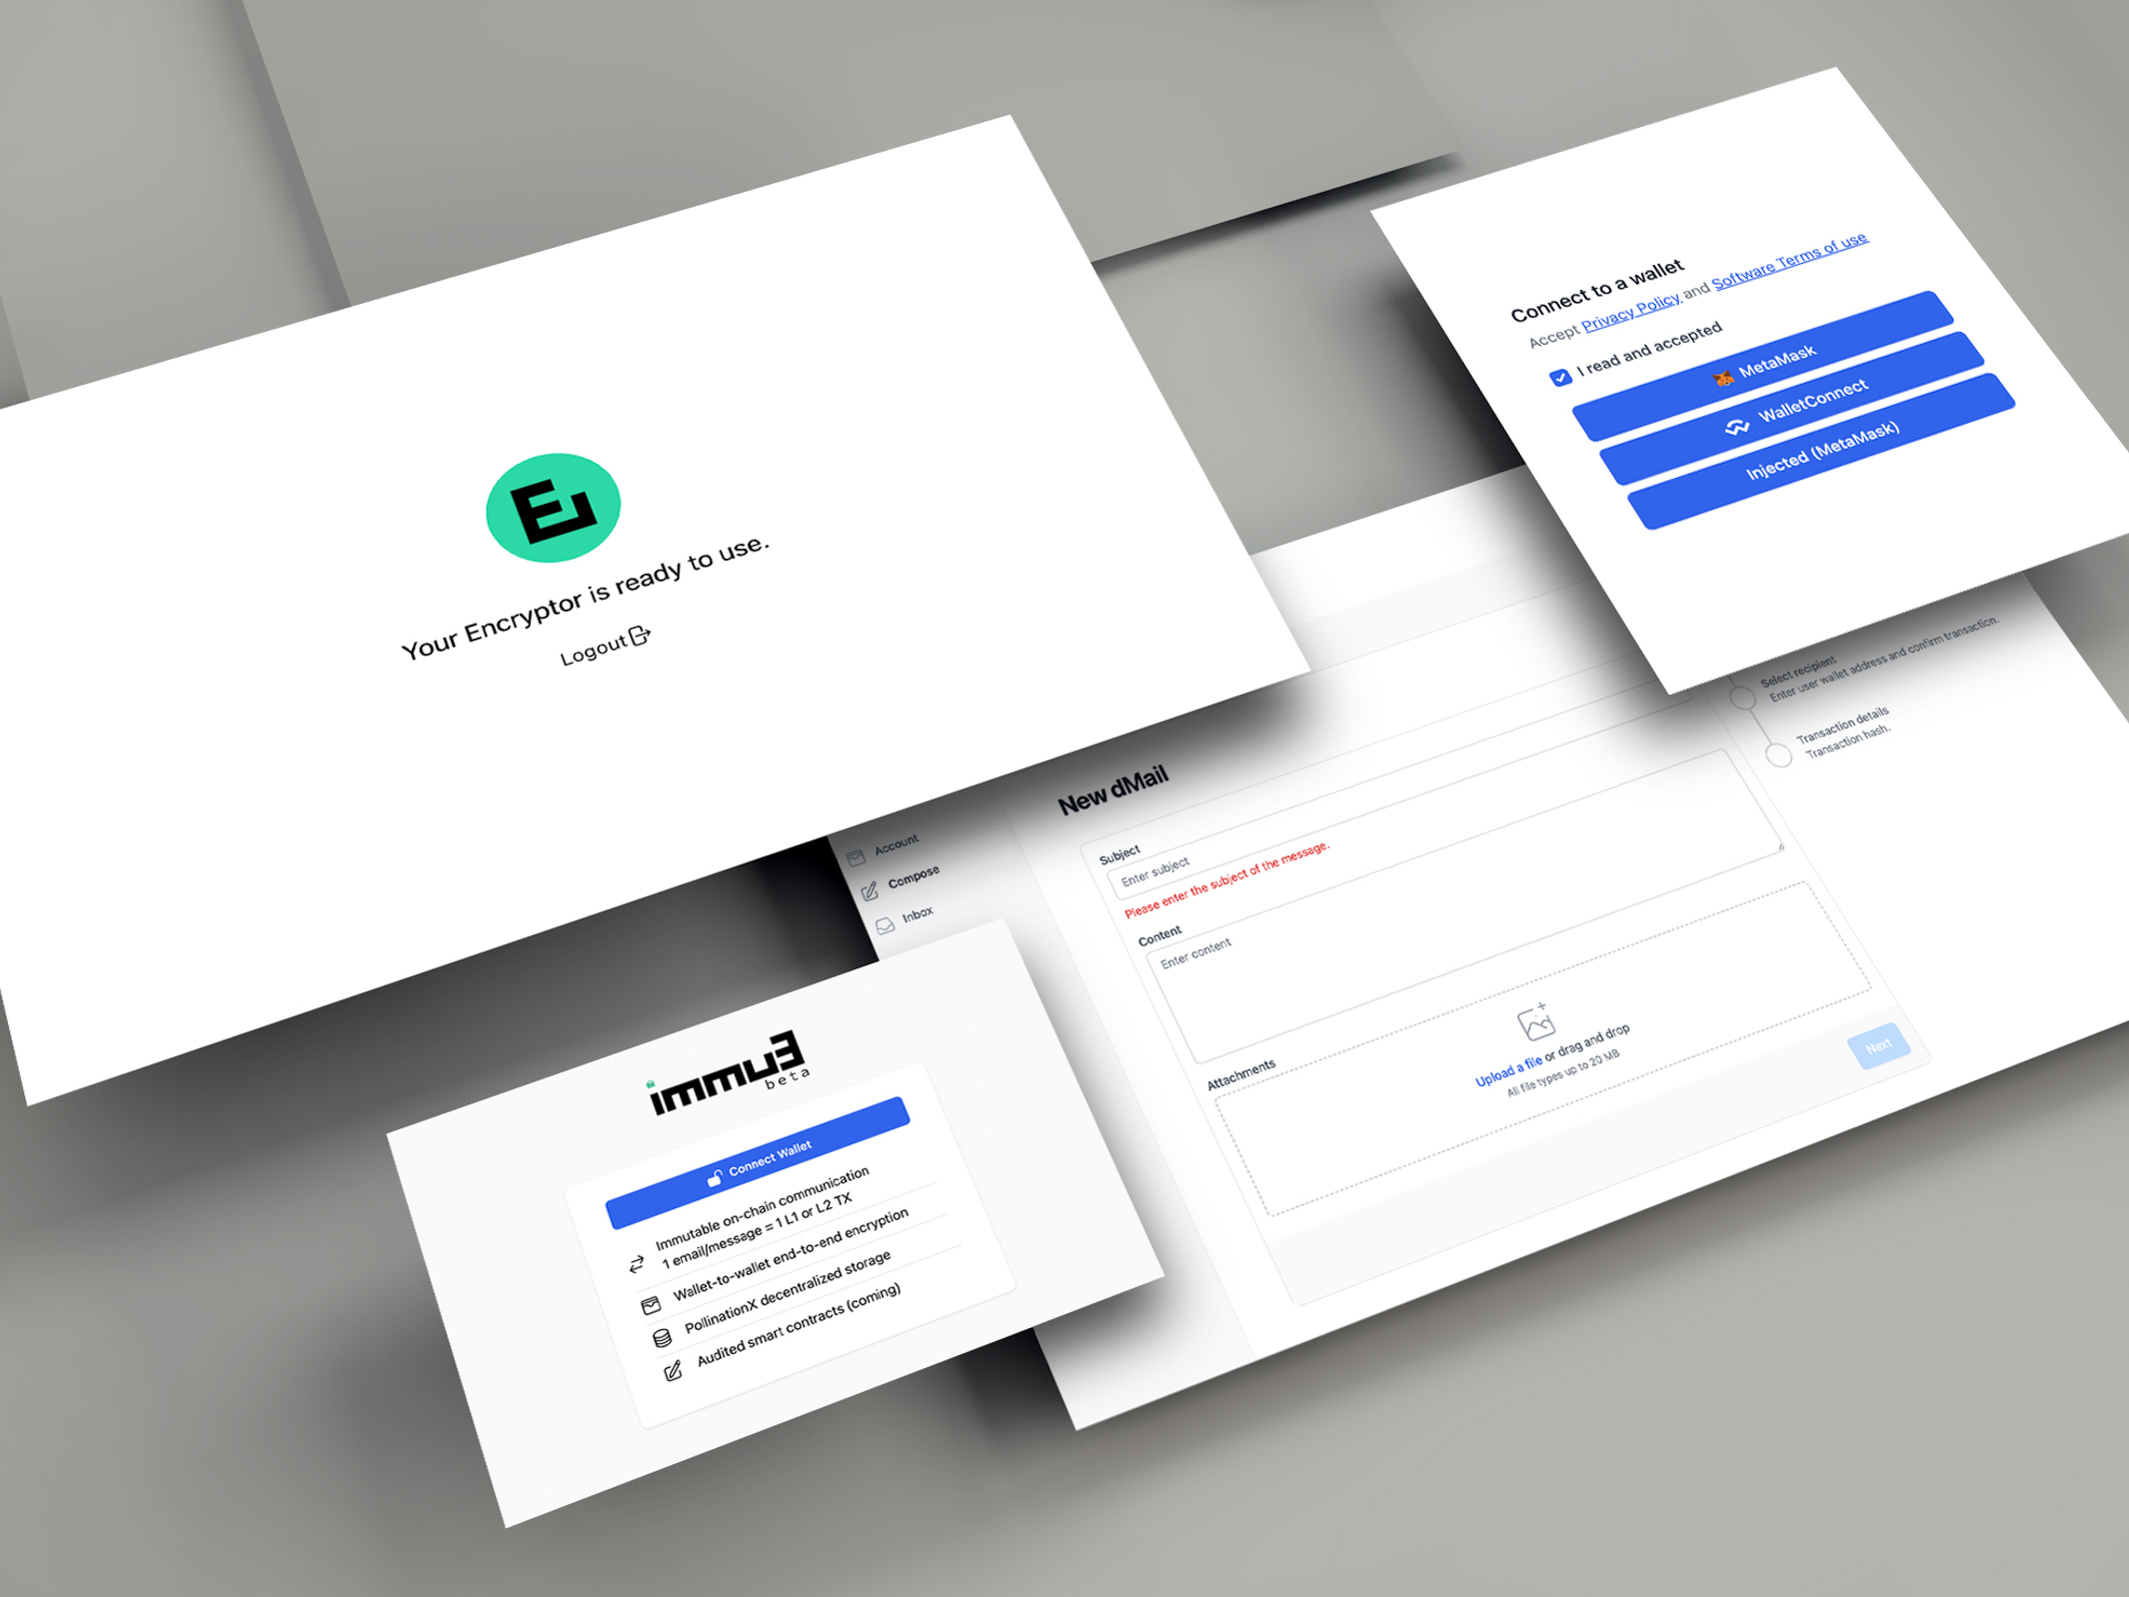 Your Encryptor is ready to use.
Logout
Connect to a wallet
Accept Privacy Policy and Software Terms of use
I read and accepted
MetaMask
WalletConnect
Injected (MetaMask)
Select recipient
Enter user wallet address and confirm transaction.
Transaction details
Transaction hash.
Account
Compose
Inbox
New dMail
Subject
Enter subject
Please enter the subject of the message.
Content
Enter content
Attachments
Upload a file or drag and drop
All file types up to 20 MB
Next
immu3
beta
Connect Wallet
Immutable on-chain communication
1 email/message = 1 L1 or L2 TX
Wallet-to-wallet end-to-end encryption
PollinationX decentralized storage
Audited smart contracts (coming)